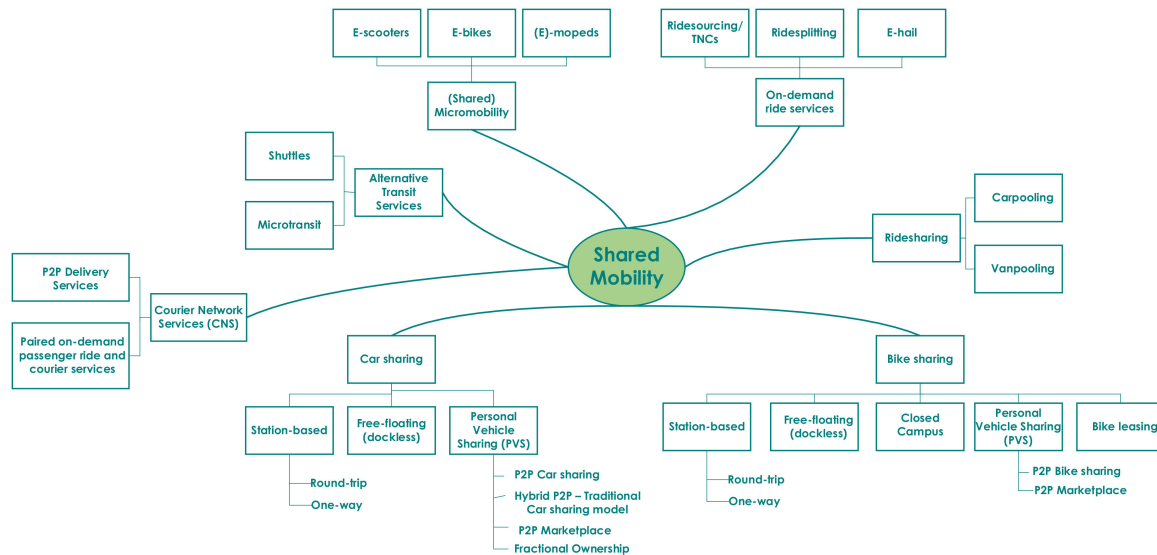 E-scooters
E-bikes
(E)-mopeds
Ridesourcing/
TNCs
Ridesplitting
E-hail
(Shared)
Micromobility
On-demand
ride services
Shuttles
Alternative
Transit
Services
Microtransit
Carpooling
Ridesharing
Vanpooling
Shared
Mobility
P2P Delivery
Services
Courier Network
Services (CNS)
Paired on-demand
passenger ride and
courier services
Car sharing
Station-based
Free-floating
(dockless)
Personal
Vehicle
Sharing (PVS)
Round-trip
One-way
P2P Car sharing
Hybrid P2P – Traditional
Car sharing model
P2P Marketplace
Fractional Ownership
Bike sharing
Station-based
Free-floating
(dockless)
Closed
Campus
Personal
Vehicle Sharing
(PVS)
Bike leasing
Round-trip
One-way
P2P Bike sharing
P2P Marketplace